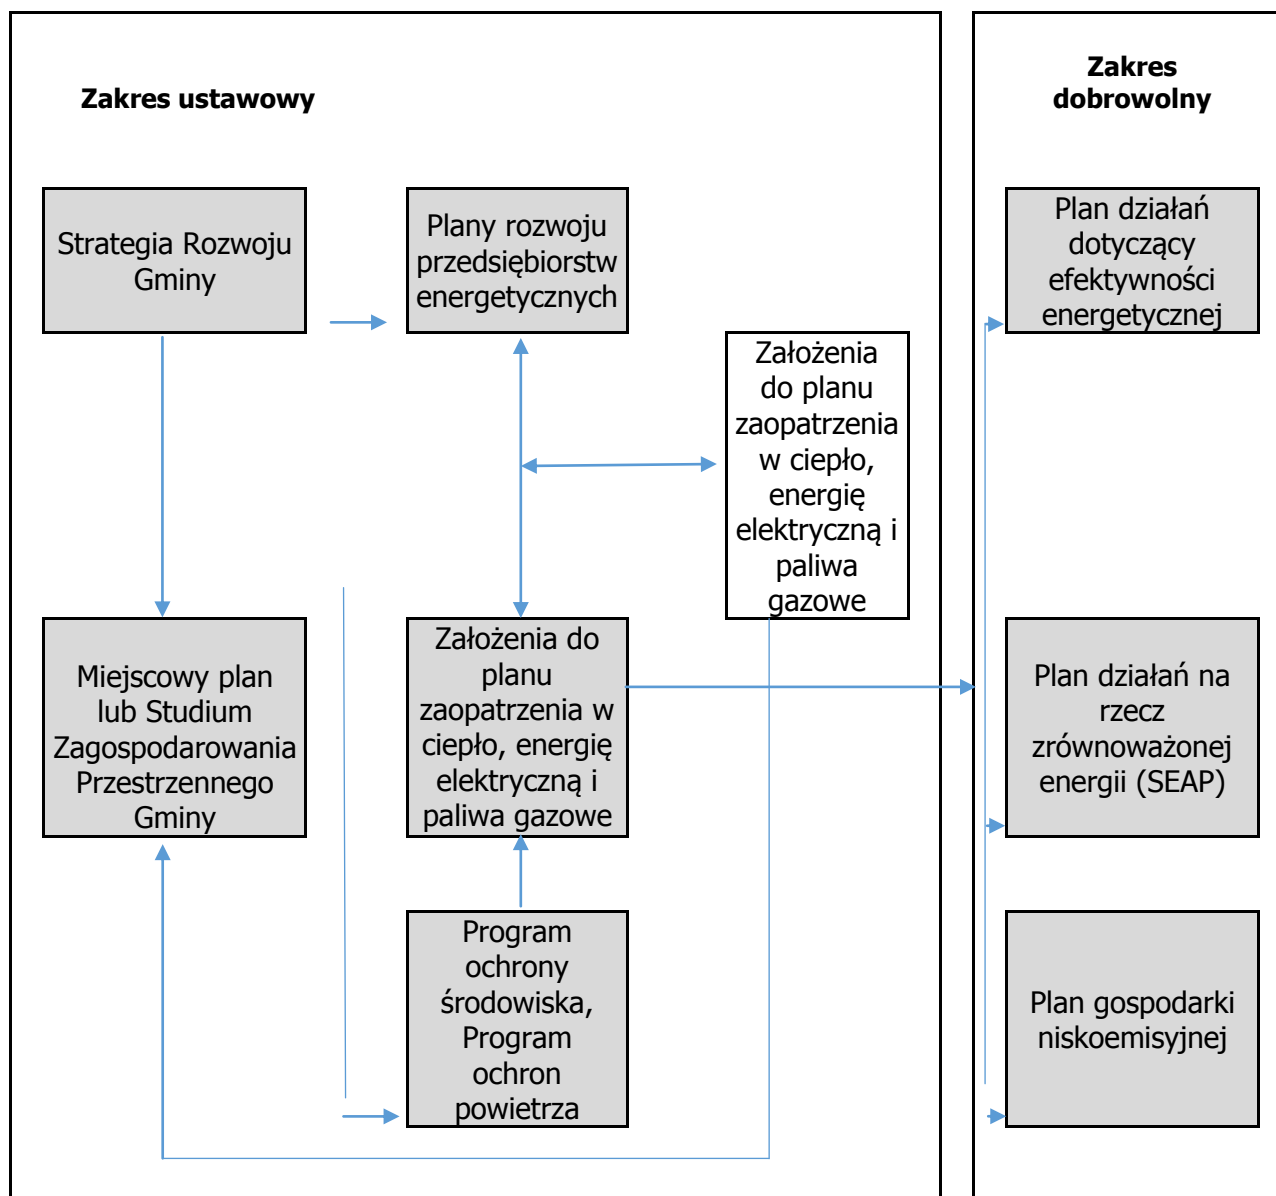 Zakres ustawowy
Strategia Rozwoju
Gminy
Plany rozwoju
przedsiębiorstw
energetycznych
Założenia
do planu
zaopatrzenia
w ciepło,
energię
elektryczną i
paliwa
gazowe
Miejscowy plan
lub Studium
Zagospodarowania
Przestrzennego
Gminy
Założenia do
planu
zaopatrzenia w
ciepło, energię
elektryczną i
paliwa gazowe
Program
ochrony
środowiska,
Program
ochron
powietrza
Zakres
dobrowolny
Plan działań
dotyczący
efektywności
energetycznej
Plan działań na
rzecz
zrównoważonej
energii (SEAP)
Plan gospodarki
niskoemisyjnej